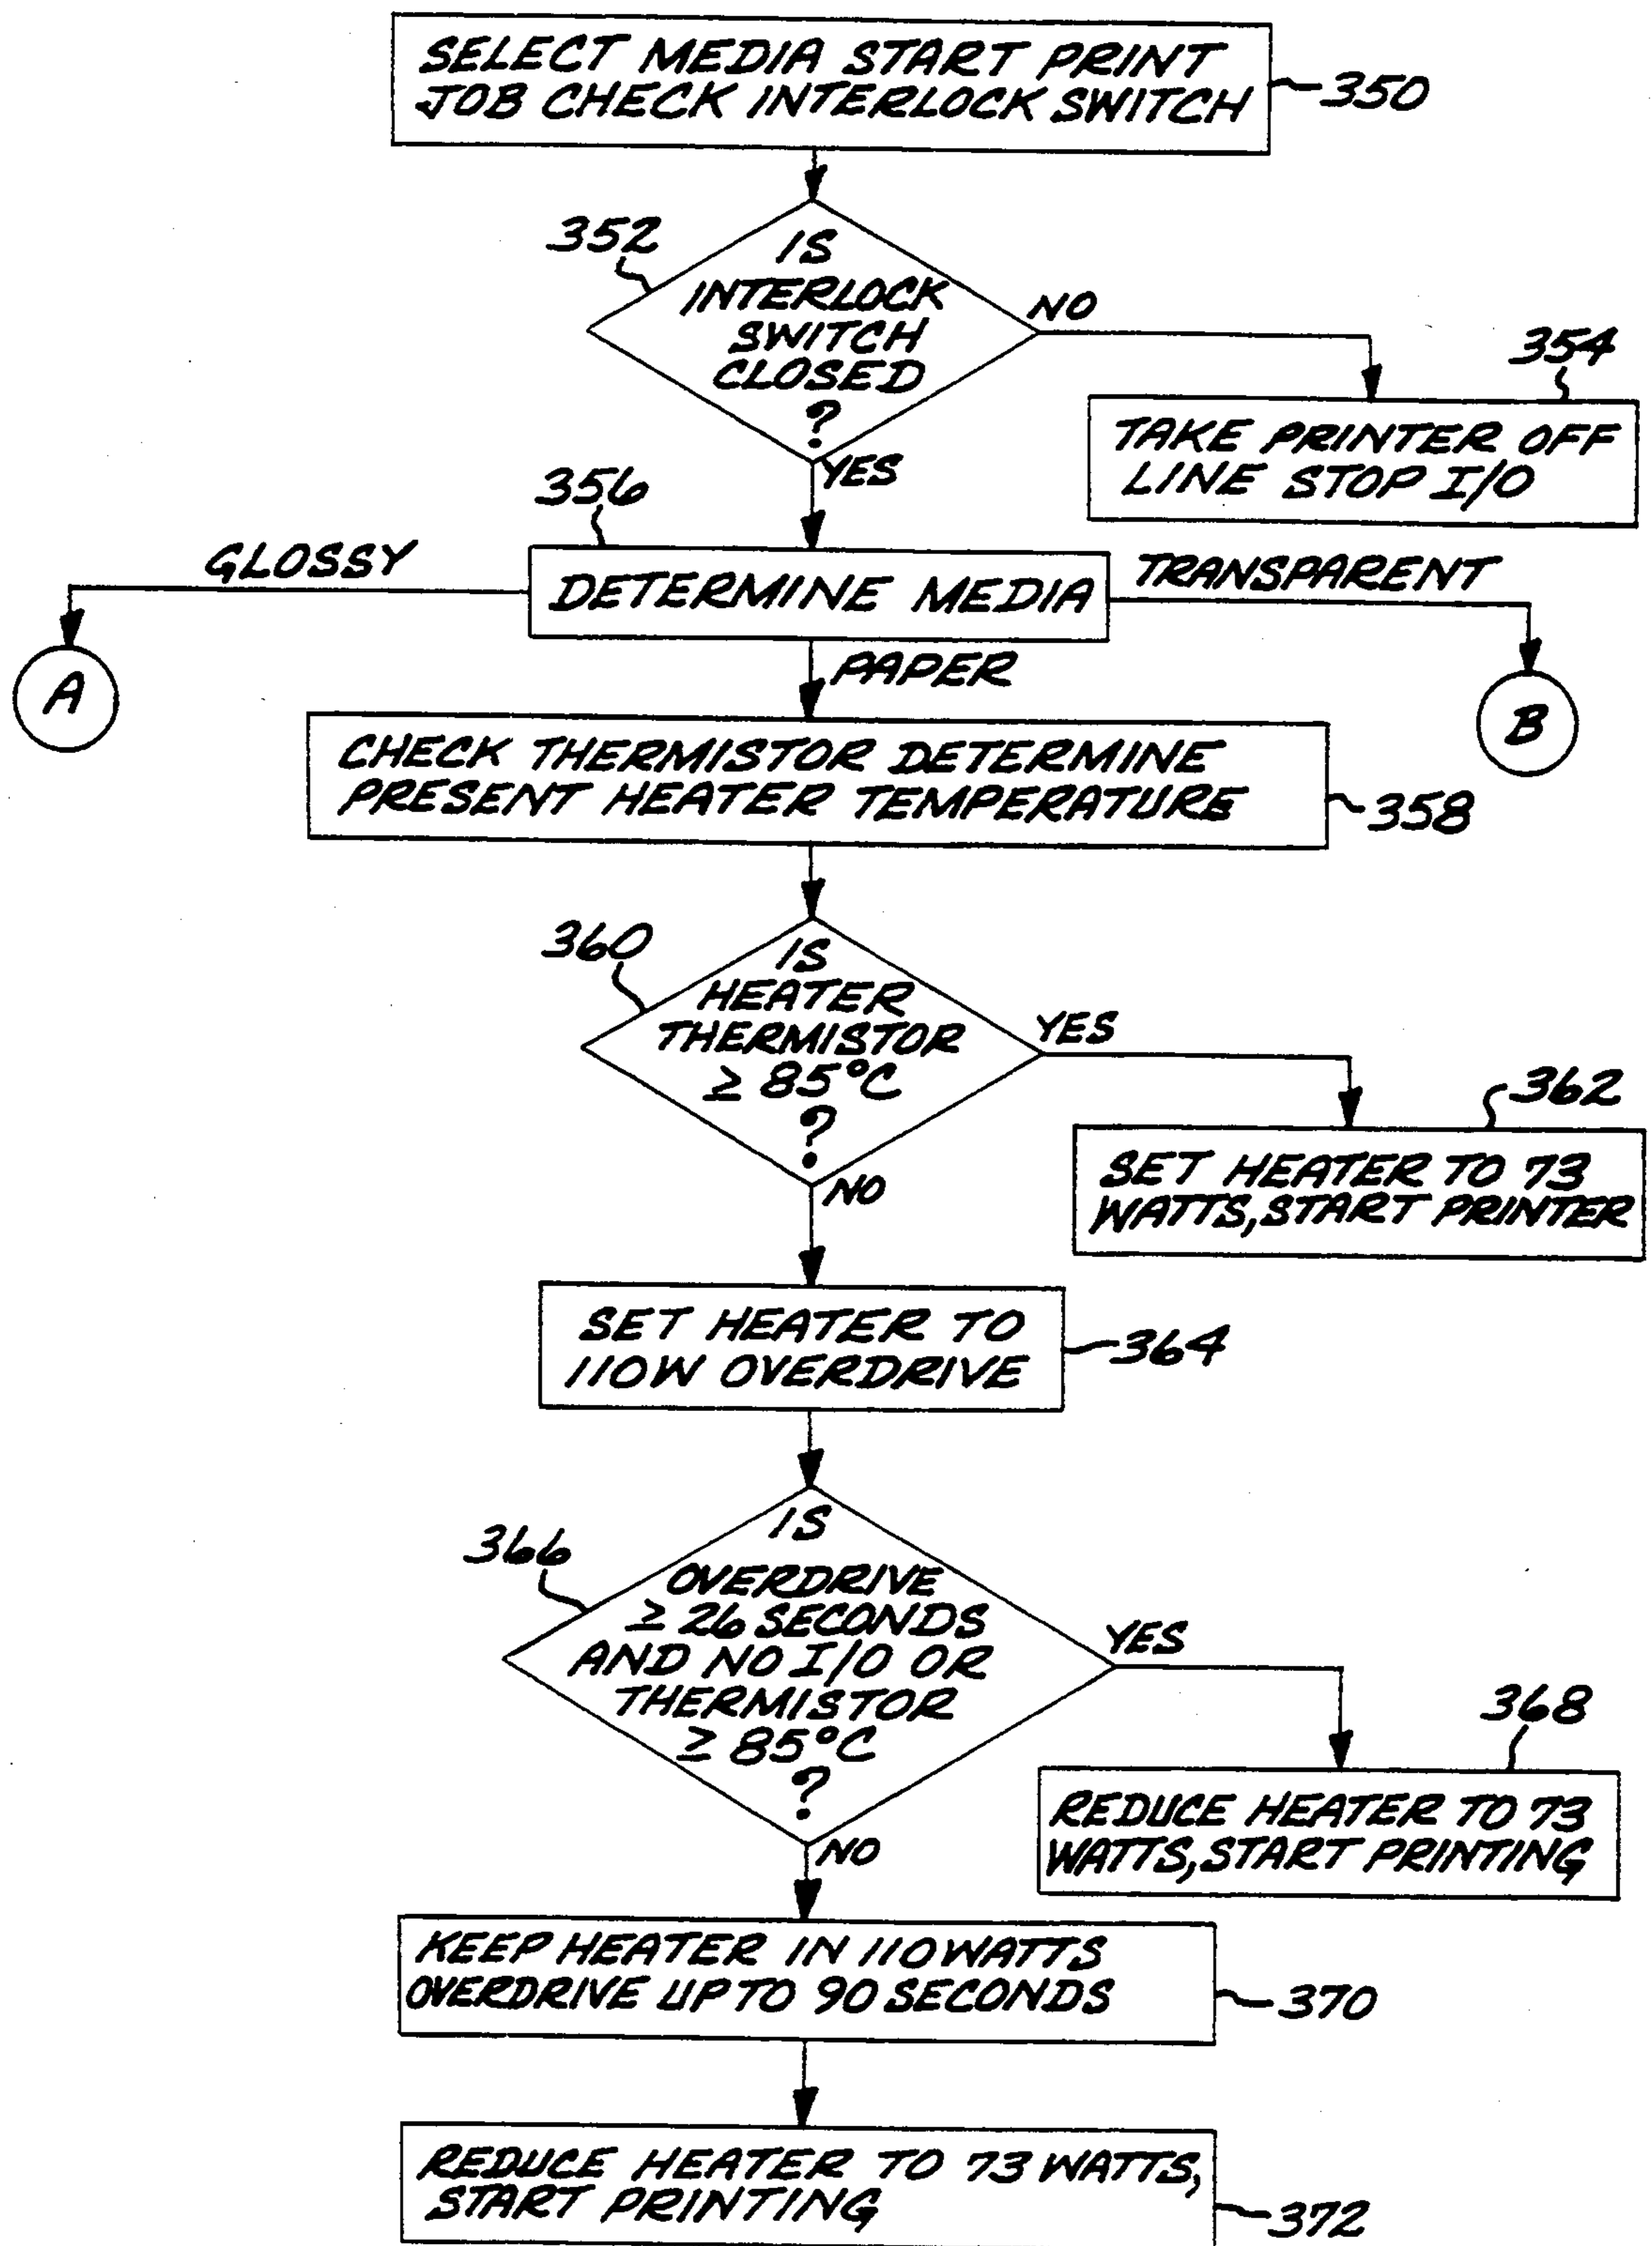 SELECT MEDIA START PRINT
JOB CHECK INTERLOCK SWITCH
350
352
IS
INTERLOCK
SWITCH
CLOSED
?
NO
354
TAKE PRINTER OFF
LINE STOP I/O
YES
356
GLOSSY
DETERMINE MEDIA
TRANSPARENT
A
PAPER
B
CHECK THERMISTOR DETERMINE
PRESENT HEATER TEMPERATURE
358
360
IS
HEATER
THERMISTOR
≥ 85°C
?
YES
362
SET HEATER TO 73
WATTS, START PRINTER
NO
SET HEATER TO
110W OVERDRIVE
364
366
IS
OVERDRIVE
≥ 26 SECONDS
AND NO I/O OR
THERMISTOR
≥ 85°C
?
YES
368
REDUCE HEATER TO 73
WATTS, START PRINTING
NO
KEEP HEATER IN 110 WATTS
OVERDRIVE UP TO 90 SECONDS
370
REDUCE HEATER TO 73 WATTS,
START PRINTING
372